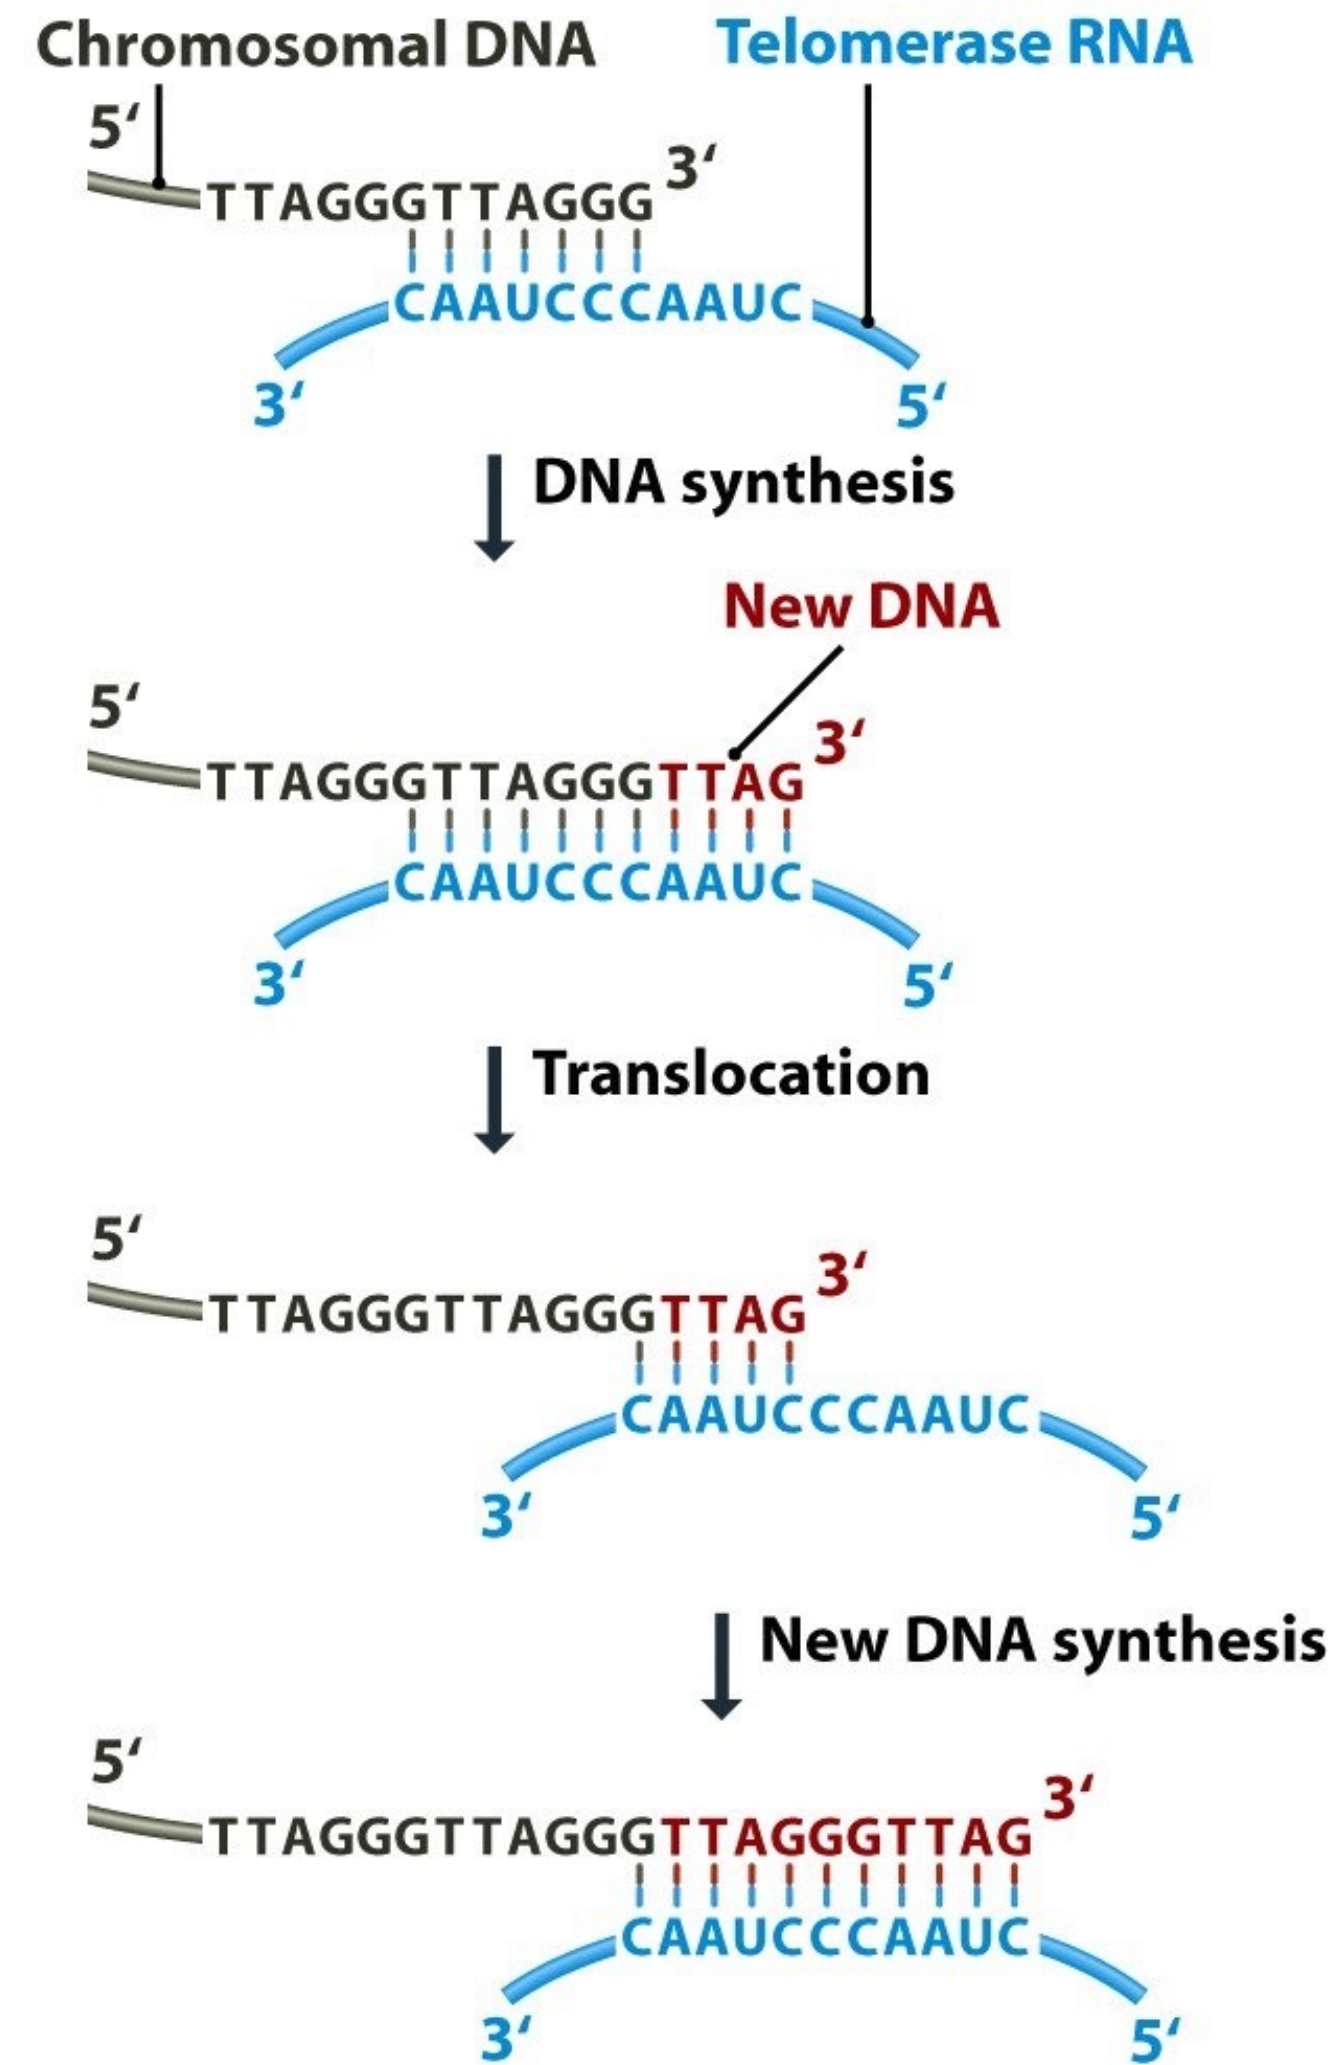 Chromosomal DNA Telomerase RNA
5‘
3‘
TTAGGGTTAGGG
CAAUCCCAAUC
3‘ 5‘
DNA synthesis
New DNA
5‘ 3‘
TTAGGGTTAGGGTTAG
CAAUCCCAAUC
3‘ 5‘
Translocation
5‘ 3‘
TTAGGGTTAGGGTTAG
CAAUCCCAAUC
3‘ 5‘
New DNA synthesis
5‘ 3‘
TTAGGGTTAGGGTTAGGGTTAG
CAAUCCCAAUC
3‘ 5‘